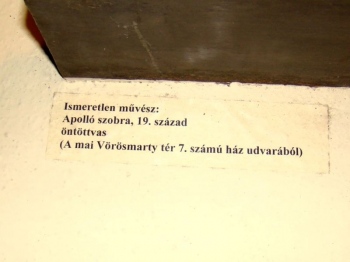 Ismeretlen művész:
Apolló szobra, 19. század
öntöttvas
(A mai Vörösmarty tér 7. számú ház udvarából)